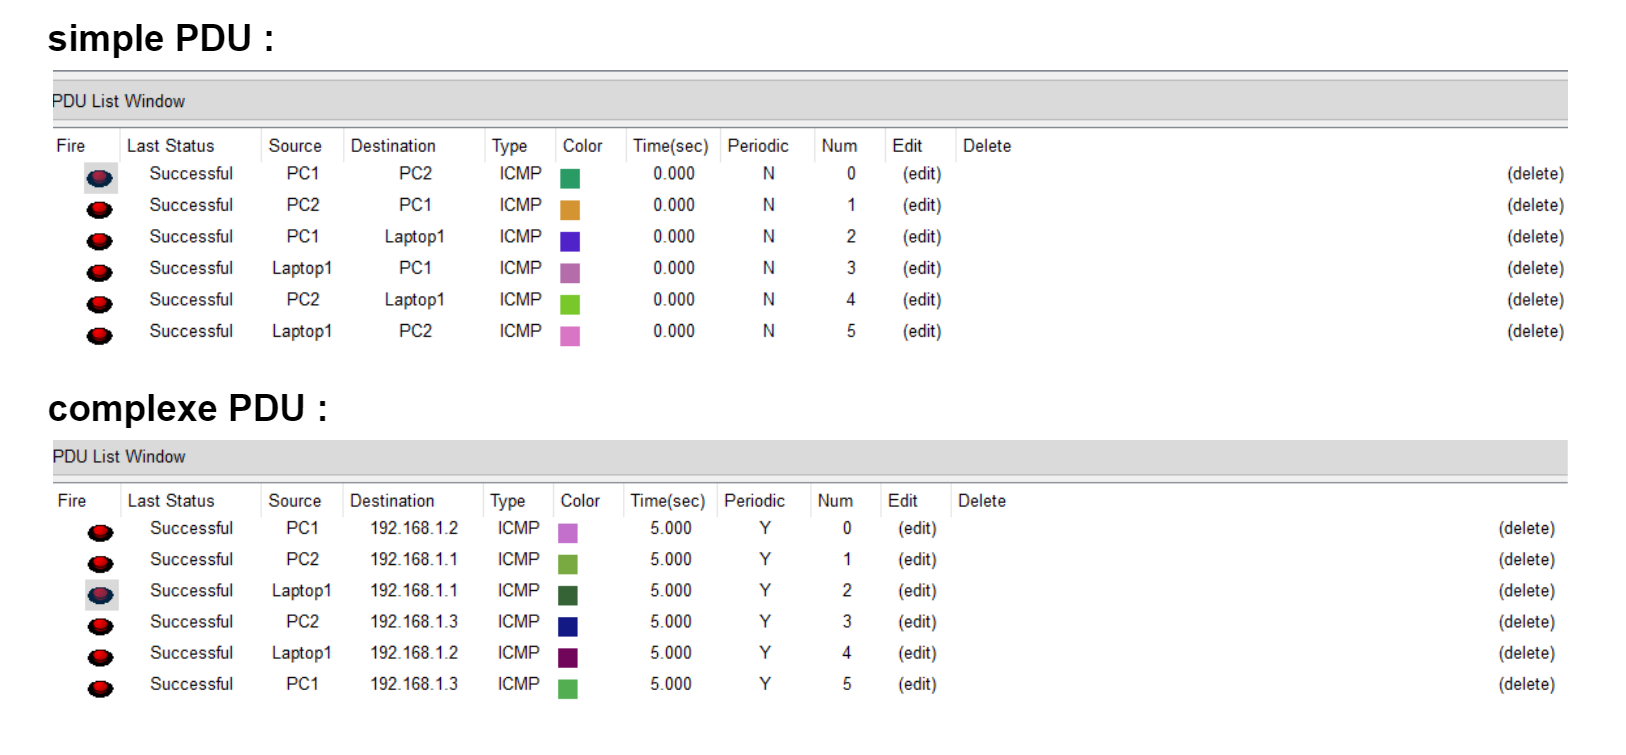 simple PDU :
PDU List Window
Fire Last Status Source Destination Type Color Time(sec) Periodic Num Edit Delete
Successful PC1 PC2 ICMP 0.000 N 0 (edit) (delete)
Successful PC2 PC1 ICMP 0.000 N 1 (edit) (delete)
Successful PC1 Laptop1 ICMP 0.000 N 2 (edit) (delete)
Successful Laptop1 PC1 ICMP 0.000 N 3 (edit) (delete)
Successful PC2 Laptop1 ICMP 0.000 N 4 (edit) (delete)
Successful Laptop1 PC2 ICMP 0.000 N 5 (edit) (delete)
complexe PDU :
PDU List Window
Fire Last Status Source Destination Type Color Time(sec) Periodic Num Edit Delete
Successful PC1 192.168.1.2 ICMP 5.000 Y 0 (edit) (delete)
Successful PC2 192.168.1.1 ICMP 5.000 Y 1 (edit) (delete)
Successful Laptop1 192.168.1.1 ICMP 5.000 Y 2 (edit) (delete)
Successful PC2 192.168.1.3 ICMP 5.000 Y 3 (edit) (delete)
Successful Laptop1 192.168.1.2 ICMP 5.000 Y 4 (edit) (delete)
Successful PC1 192.168.1.3 ICMP 5.000 Y 5 (edit) (delete)